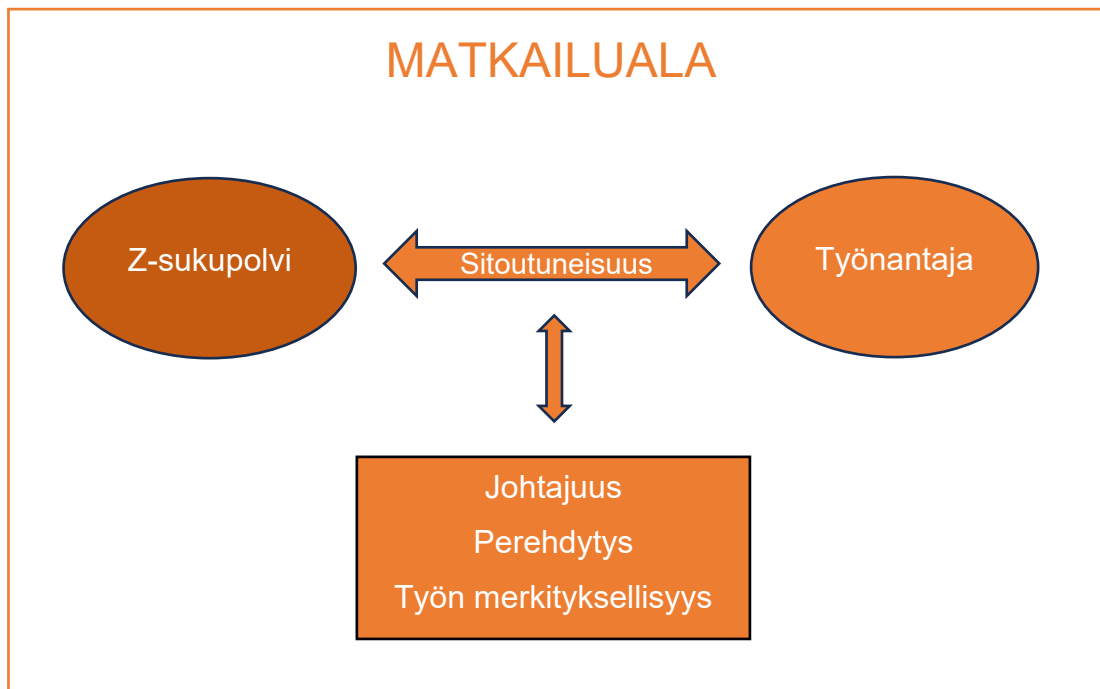 MATKAILUALA
Z-sukupolvi
Sitoutuneisuus
Työnantaja
Johtajuus
Perehdytys
Työn merkityksellisyys